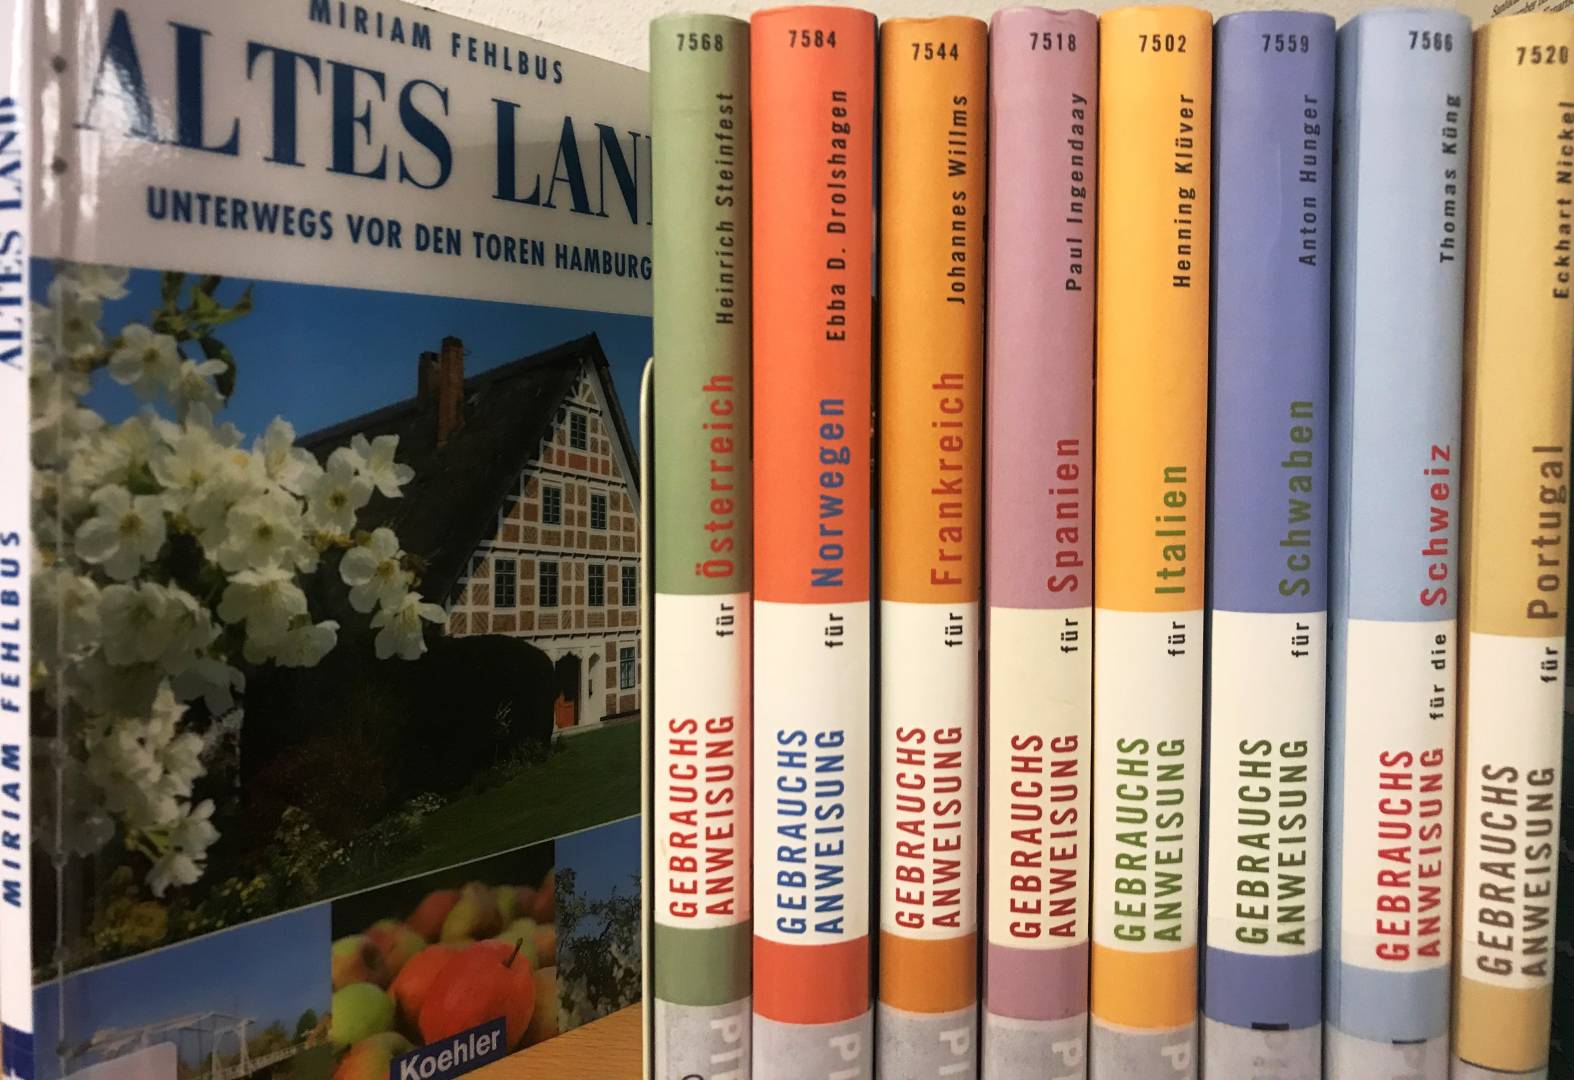 MIRIAM FEHLBUS
ALTES LAND
UNTERWEGS VOR DEN TOREN HAMBURG
Koehler
MIRIAM FEHLBUS ALTES LAND
7568
Heinrich Steinfest
GEBRAUCHS
ANWEISUNG für Österreich
7584
Ebba D. Drolshagen
GEBRAUCHS
ANWEISUNG für Norwegen
7544
Johannes Willms
GEBRAUCHS
ANWEISUNG für Frankreich
7518
Paul Ingendaay
GEBRAUCHS
ANWEISUNG für Spanien
7502
Henning Klüver
GEBRAUCHS
ANWEISUNG für Italien
7559
Anton Hunger
GEBRAUCHS
ANWEISUNG für Schwaben
7566
Thomas Küng
GEBRAUCHS
ANWEISUNG für die Schweiz
7520
Eckhart Nickel
GEBRAUCHS
ANWEISUNG für Portugal